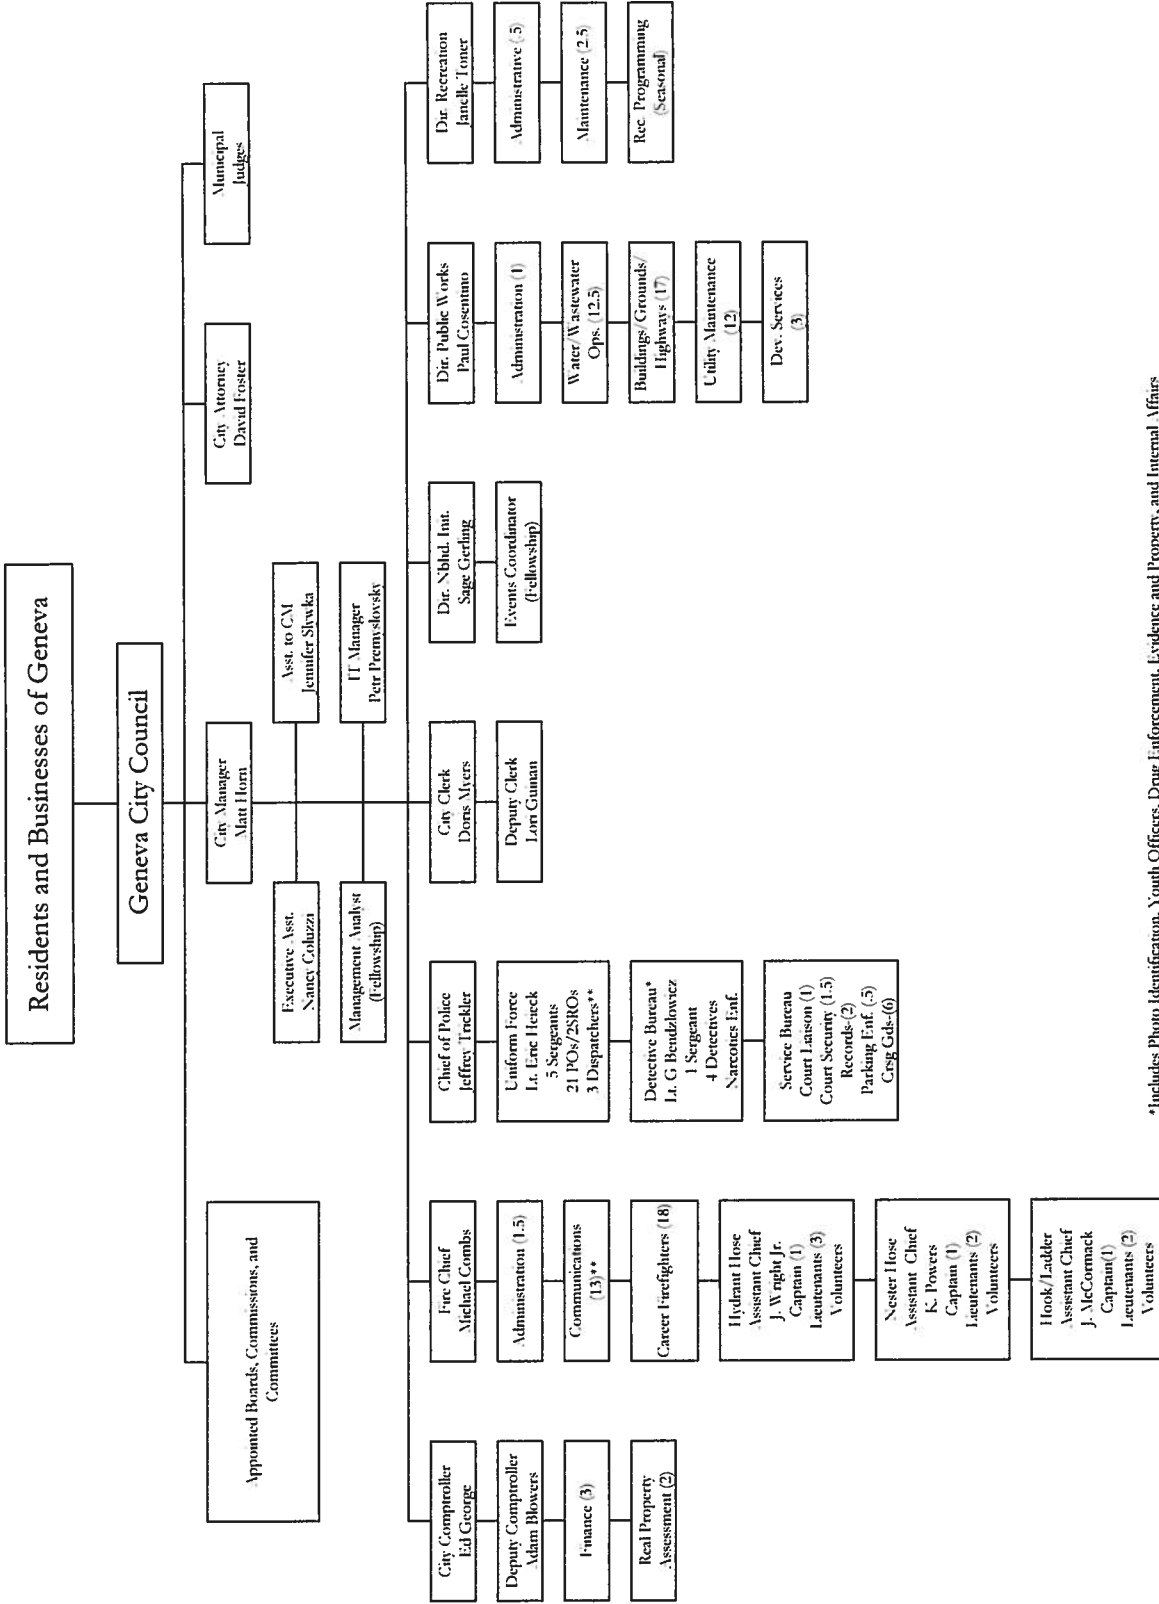 Residents and Businesses of Geneva
Geneva City Council
Appointed Boards, Commissions, and
Committees
City Manager
Matt Horn
City Attorney
David Foster
Municipal
Judges
Executive Asst.
Nancy Coluzzi
Asst. to CM
Jennifer Slywka
Management Analyst
(Fellowship)
IT Manager
Petr Premyslovsky
City Comptroller
Ed George
Deputy Comptroller
Adam Blowers
Finance (3)
Real Property
Assessment (2)
Fire Chief
Michael Combs
Administration (1.5)
Communications
(13)**
Career Firefighters (18)
Hydrant Hose
Assistant Chief
J. Wright Jr.
Captain (1)
Lieutenants (3)
Volunteers
Nester Hose
Assistant Chief
K. Powers
Captain (1)
Lieutenants (2)
Volunteers
Hook/Ladder
Assistant Chief
J. McCormack
Captain(1)
Lieutenants (2)
Volunteers
Chief of Police
Jeffrey Trickler
Uniform Force
Lt. Eric Heieck
5 Sergeants
21 POs/2SROs
3 Dispatchers**
Detective Bureau*
Lt. G Bendzlowicz
1 Sergeant
4 Detectives
Narcotics Enf.
Service Bureau
Court Liaison (1)
Court Security (1.5)
Records-(2)
Parking Enf. (.5)
Crsg Gds-(6)
City Clerk
Doris Myers
Deputy Clerk
Lori Guinan
Dir. Nbhd. Init.
Sage Gerling
Events Coordinator
(Fellowship)
Dir. Public Works
Paul Cosentino
Administration (1)
Water/Wastewater
Ops. (12.5)
Buildings/Grounds/
Highways (17)
Utility Maintenance
(12)
Dev. Services
(3)
Dir. Recreation
Janelle Toner
Administrative (.5)
Maintenance (2.5)
Rec. Programming
(Seasonal)
*Includes Photo Identification, Youth Officers, Drug Enforcement, Evidence and Property, and Internal Affairs